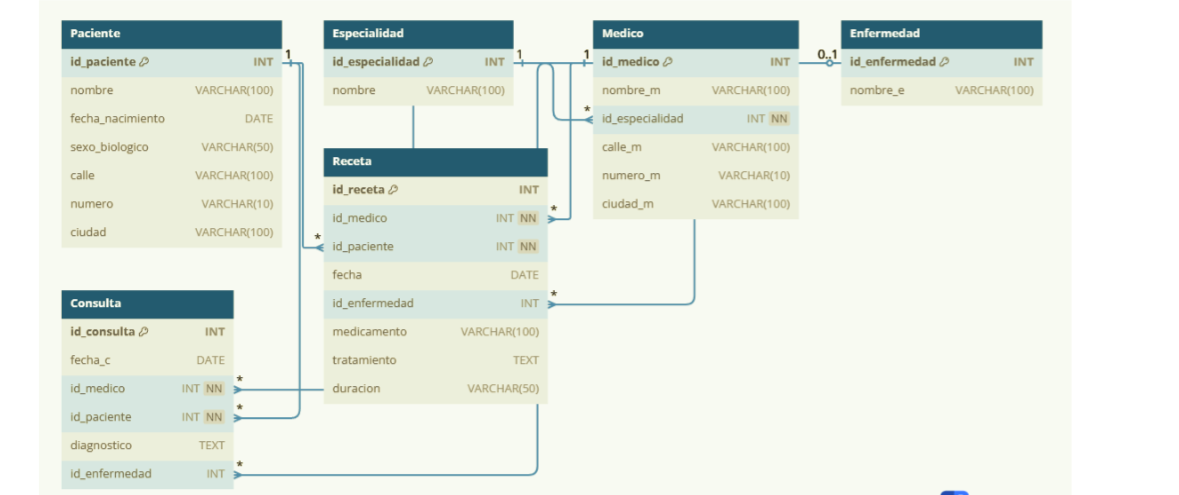 Paciente
id_paciente INT
nombre VARCHAR(100)
fecha_nacimiento DATE
sexo_biologico VARCHAR(50)
calle VARCHAR(100)
numero VARCHAR(10)
ciudad VARCHAR(100)
1
Especialidad
id_especialidad INT
nombre VARCHAR(100)
1
Medico
1
id_medico INT
nombre_m VARCHAR(100)
*
id_especialidad INT NN
calle_m VARCHAR(100)
numero_m VARCHAR(10)
ciudad_m VARCHAR(100)
0..1
Enfermedad
id_enfermedad INT
nombre_e VARCHAR(100)
Receta
id_receta INT
id_medico INT NN
*
*
id_paciente INT NN
fecha DATE
id_enfermedad INT
*
medicamento VARCHAR(100)
tratamiento TEXT
duracion VARCHAR(50)
Consulta
id_consulta INT
fecha_c DATE
id_medico INT NN
*
id_paciente INT NN
*
diagnostico TEXT
id_enfermedad INT
*